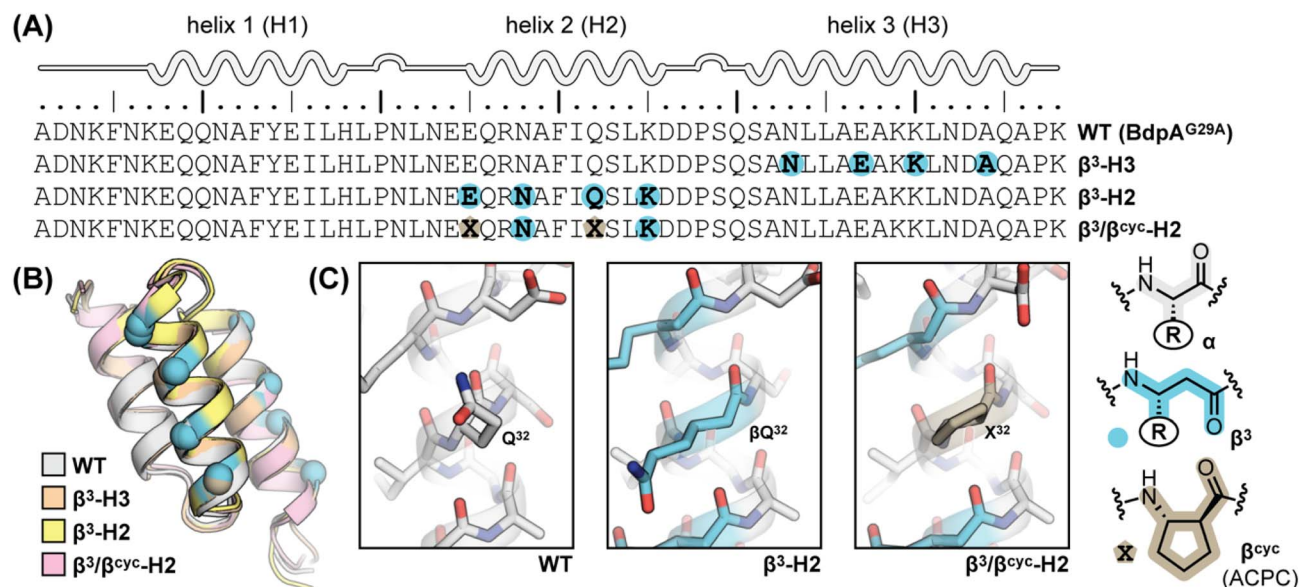 (A)
helix 1 (H1) helix 2 (H2) helix 3 (H3)
ADNKFNKEQQNAFYEILHLPNLNEEQRNAFIQSLKDDPSQSANLLAEAKKLNDAQAPK WT (BdpA^G29A)
ADNKFNKEQQNAFYEILHLPNLNEEQRNAFIQSLKDDPSQSANLLAEAKKLNDAQAPK β³-H3
ADNKFNKEQQNAFYEILHLPNLNEEQRNAFIQSLKDDPSQSANLLAEAKKLNDAQAPK β³-H2
ADNKFNKEQQNAFYEILHLPNLNEXQRNAFIXSLKDDPSQSANLLAEAKKLNDAQAPK β³/β^cyc-H2
(B)
WT
β³-H3
β³-H2
β³/β^cyc-H2
(C)
Q³²
WT
βQ³²
β³-H2
X³²
β³/β^cyc-H2
H
N
O
R
α
H
N
O
R
β³
H
N
O
X
β^cyc
(ACPC)